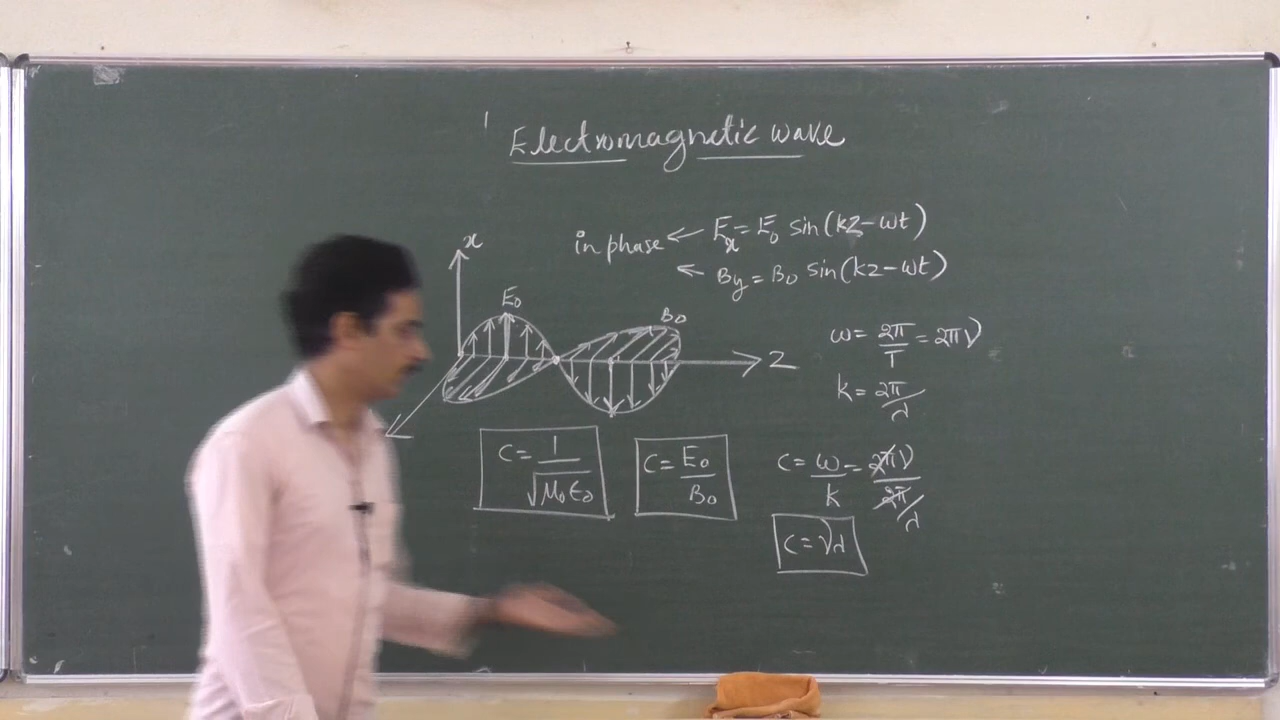 Electromagnetic wave
in phase ← Eₓ = E₀ sin(kz-ωt)
← By = B₀ sin(kz-ωt)
x
E₀
B₀
Z
ω = 2π/T = 2πν
k = 2π/λ
C = 1/√μ₀ε₀
C = E₀/B₀
C = ω/k = 2πν/2π/λ
C = νλ